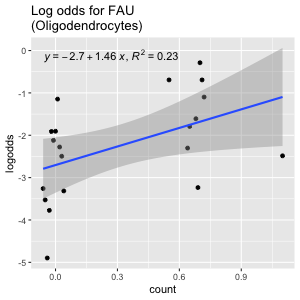 Log odds for FAU
(Oligodendrocytes)
y = −2.7 + 1.46 x, R² = 0.23
0
-1
-2
-3
-4
-5
logodds
0.0 0.3 0.6 0.9
count